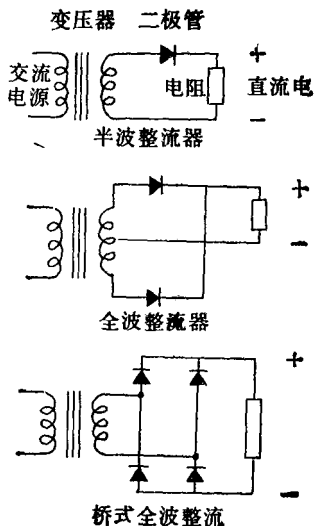 变压器 二极管
交流
电源
电阻
直流电
+
-
半波整流器
+
-
全波整流器
+
-
桥式全波整流